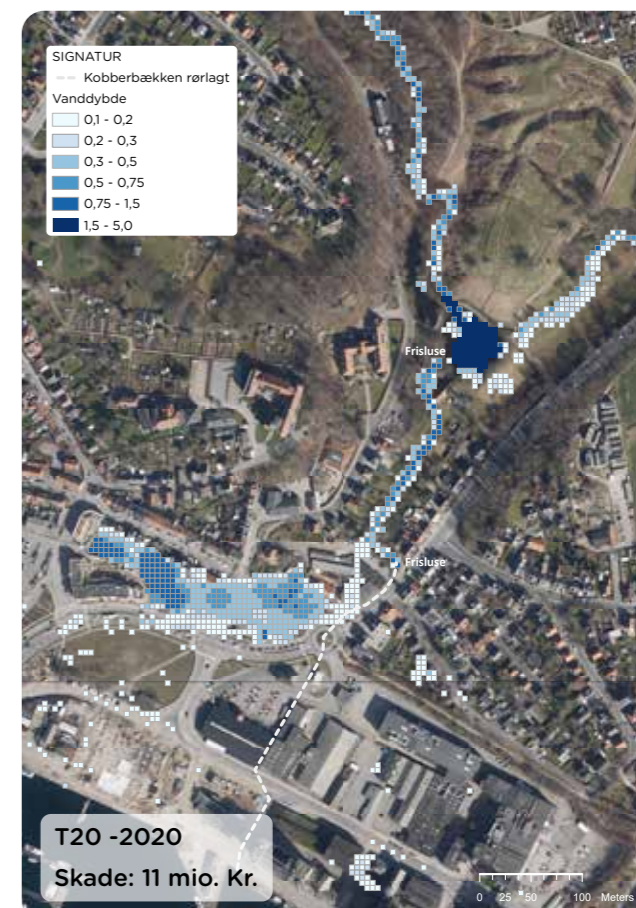 SIGNATUR
Kobberbækken rørlagt
Vanddybde
0,1 - 0,2
0,2 - 0,3
0,3 - 0,5
0,5 - 0,75
0,75 - 1,5
1,5 - 5,0
Frisluse
Frisluse
T20 -2020
Skade: 11 mio. Kr.
0 25 50 100 Meters